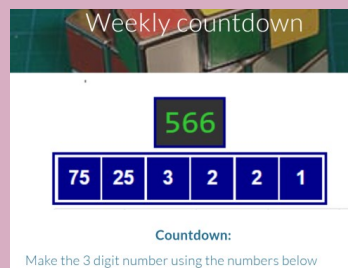 Weekly countdown
566
75 25 3 2 2 1
Countdown:
Make the 3 digit number using the numbers below